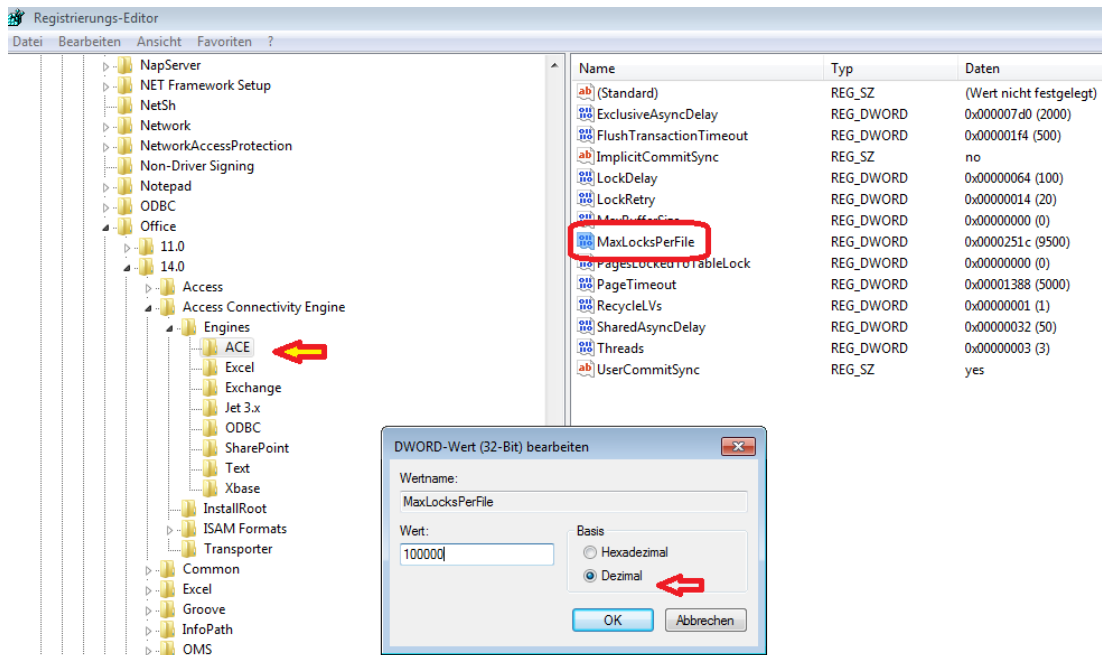 Registrierungs-Editor
Datei Bearbeiten Ansicht Favoriten ?
NapServer
NET Framework Setup
NetSh
Network
NetworkAccessProtection
Non-Driver Signing
Notepad
ODBC
Office
11.0
14.0
Access
Access Connectivity Engine
Engines
ACE
Excel
Exchange
Jet 3.x
ODBC
SharePoint
Text
Xbase
InstallRoot
ISAM Formats
Transporter
Common
Excel
Groove
InfoPath
OMS
Name Typ Daten
(Standard) REG_SZ (Wert nicht festgelegt)
ExclusiveAsyncDelay REG_DWORD 0x000007d0 (2000)
FlushTransactionTimeout REG_DWORD 0x000001f4 (500)
ImplicitCommitSync REG_SZ no
LockDelay REG_DWORD 0x00000064 (100)
LockRetry REG_DWORD 0x00000014 (20)
MaxBufferSize REG_DWORD 0x00000000 (0)
MaxLocksPerFile REG_DWORD 0x0000251c (9500)
PagesLockedToTableLock REG_DWORD 0x00000000 (0)
PageTimeout REG_DWORD 0x00001388 (5000)
RecycleLVs REG_DWORD 0x00000001 (1)
SharedAsyncDelay REG_DWORD 0x00000032 (50)
Threads REG_DWORD 0x00000003 (3)
UserCommitSync REG_SZ yes
DWORD-Wert (32-Bit) bearbeiten
Wertname:
MaxLocksPerFile
Wert: Basis
100000 Hexadezimal
Dezimal
OK Abbrechen